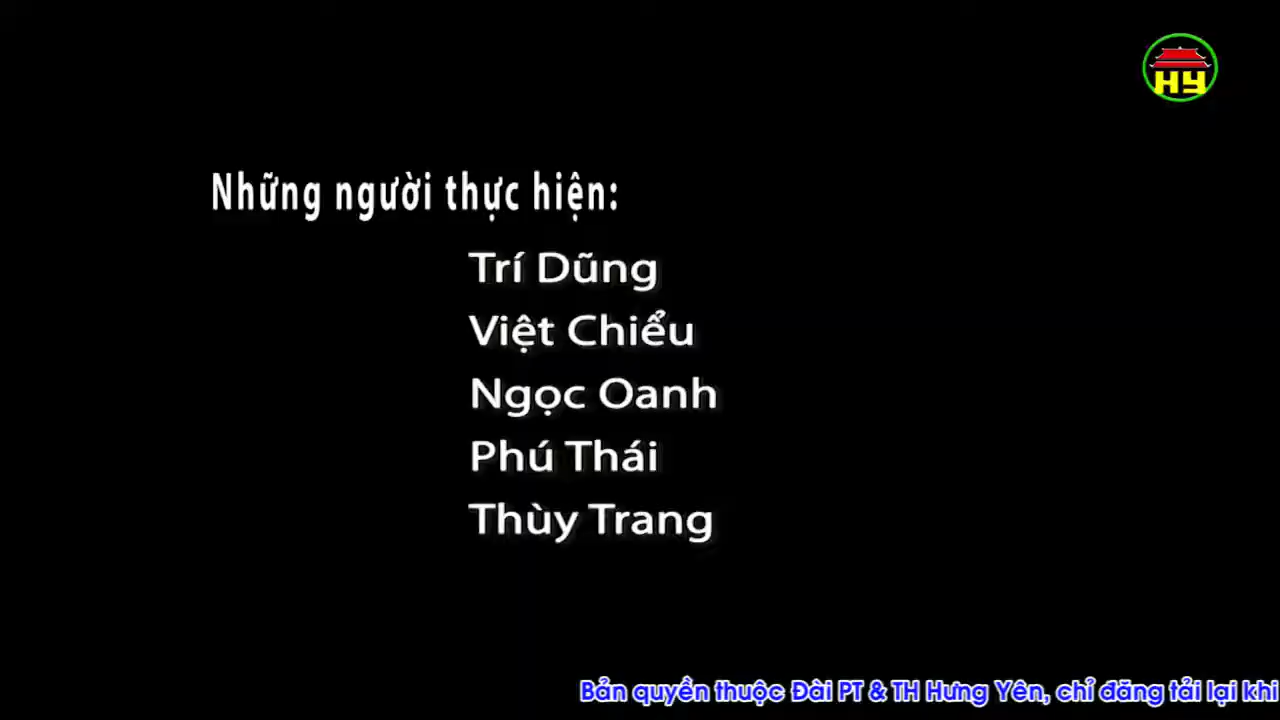 HY
Những người thực hiện:
Trí Dũng
Việt Chiểu
Ngọc Oanh
Phú Thái
Thùy Trang
Bản quyền thuộc Đài PT & TH Hưng Yên, chỉ đăng tải lại khi